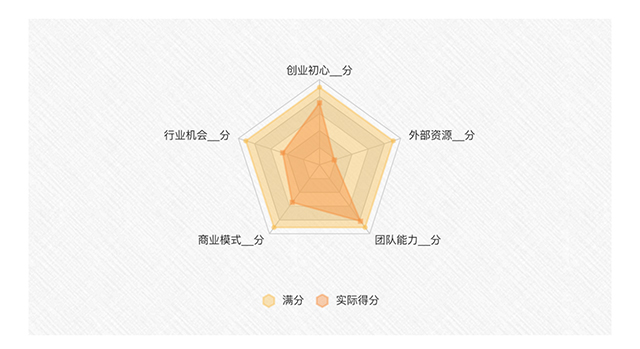 创业初心__分
行业机会__分
外部资源__分
商业模式__分
团队能力__分
满分
实际得分